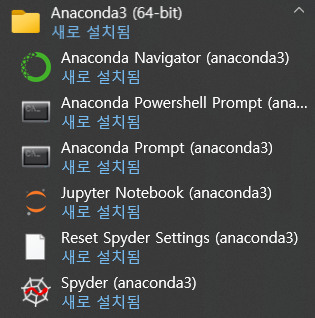 Anaconda3 (64-bit)
새로 설치됨
Anaconda Navigator (anaconda3)
새로 설치됨
Anaconda Powershell Prompt (ana...
새로 설치됨
Anaconda Prompt (anaconda3)
새로 설치됨
Jupyter Notebook (anaconda3)
새로 설치됨
Reset Spyder Settings (anaconda3)
새로 설치됨
Spyder (anaconda3)
새로 설치됨